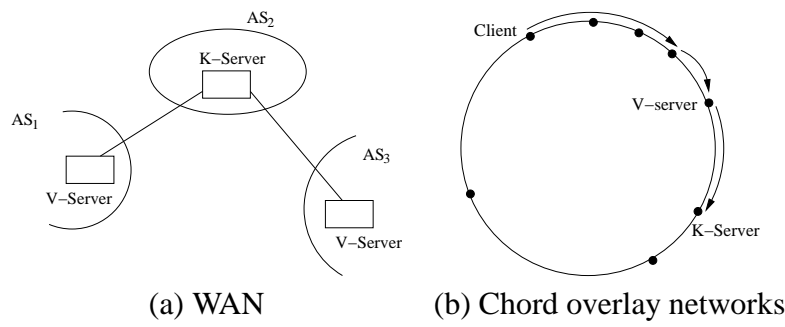 AS2
K−Server
AS1
V−Server
AS3
V−Server
(a) WAN
Client
V−server
K−Server
(b) Chord overlay networks